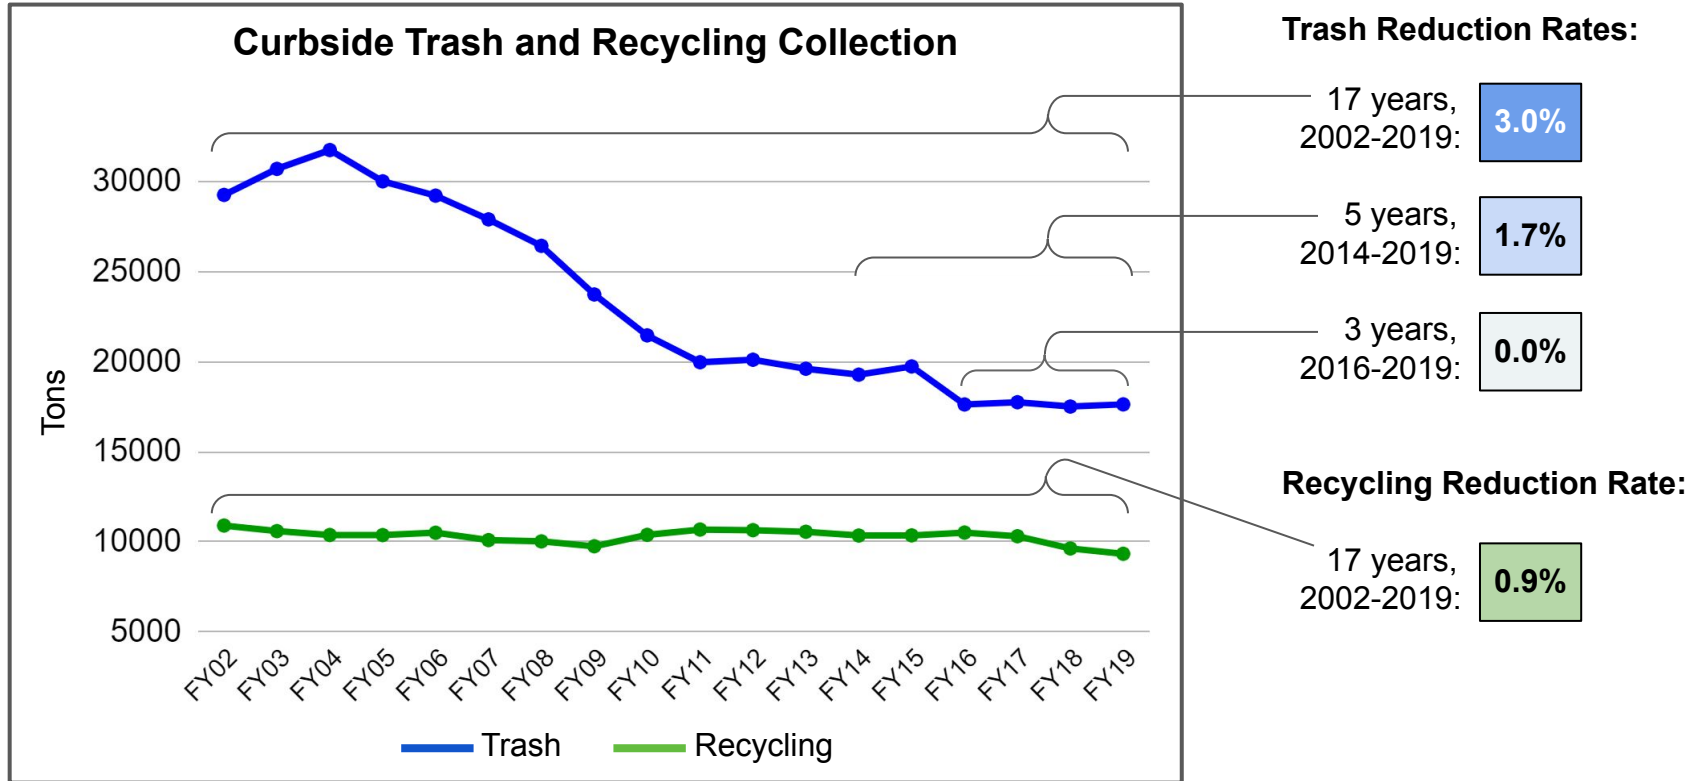 Curbside Trash and Recycling Collection
Tons
30000
25000
20000
15000
10000
5000
FY02
FY03
FY04
FY05
FY06
FY07
FY08
FY09
FY10
FY11
FY12
FY13
FY14
FY15
FY16
FY17
FY18
FY19
Trash
Recycling
Trash Reduction Rates:
17 years,
2002-2019:
3.0%
5 years,
2014-2019:
1.7%
3 years,
2016-2019:
0.0%
Recycling Reduction Rate:
17 years,
2002-2019:
0.9%